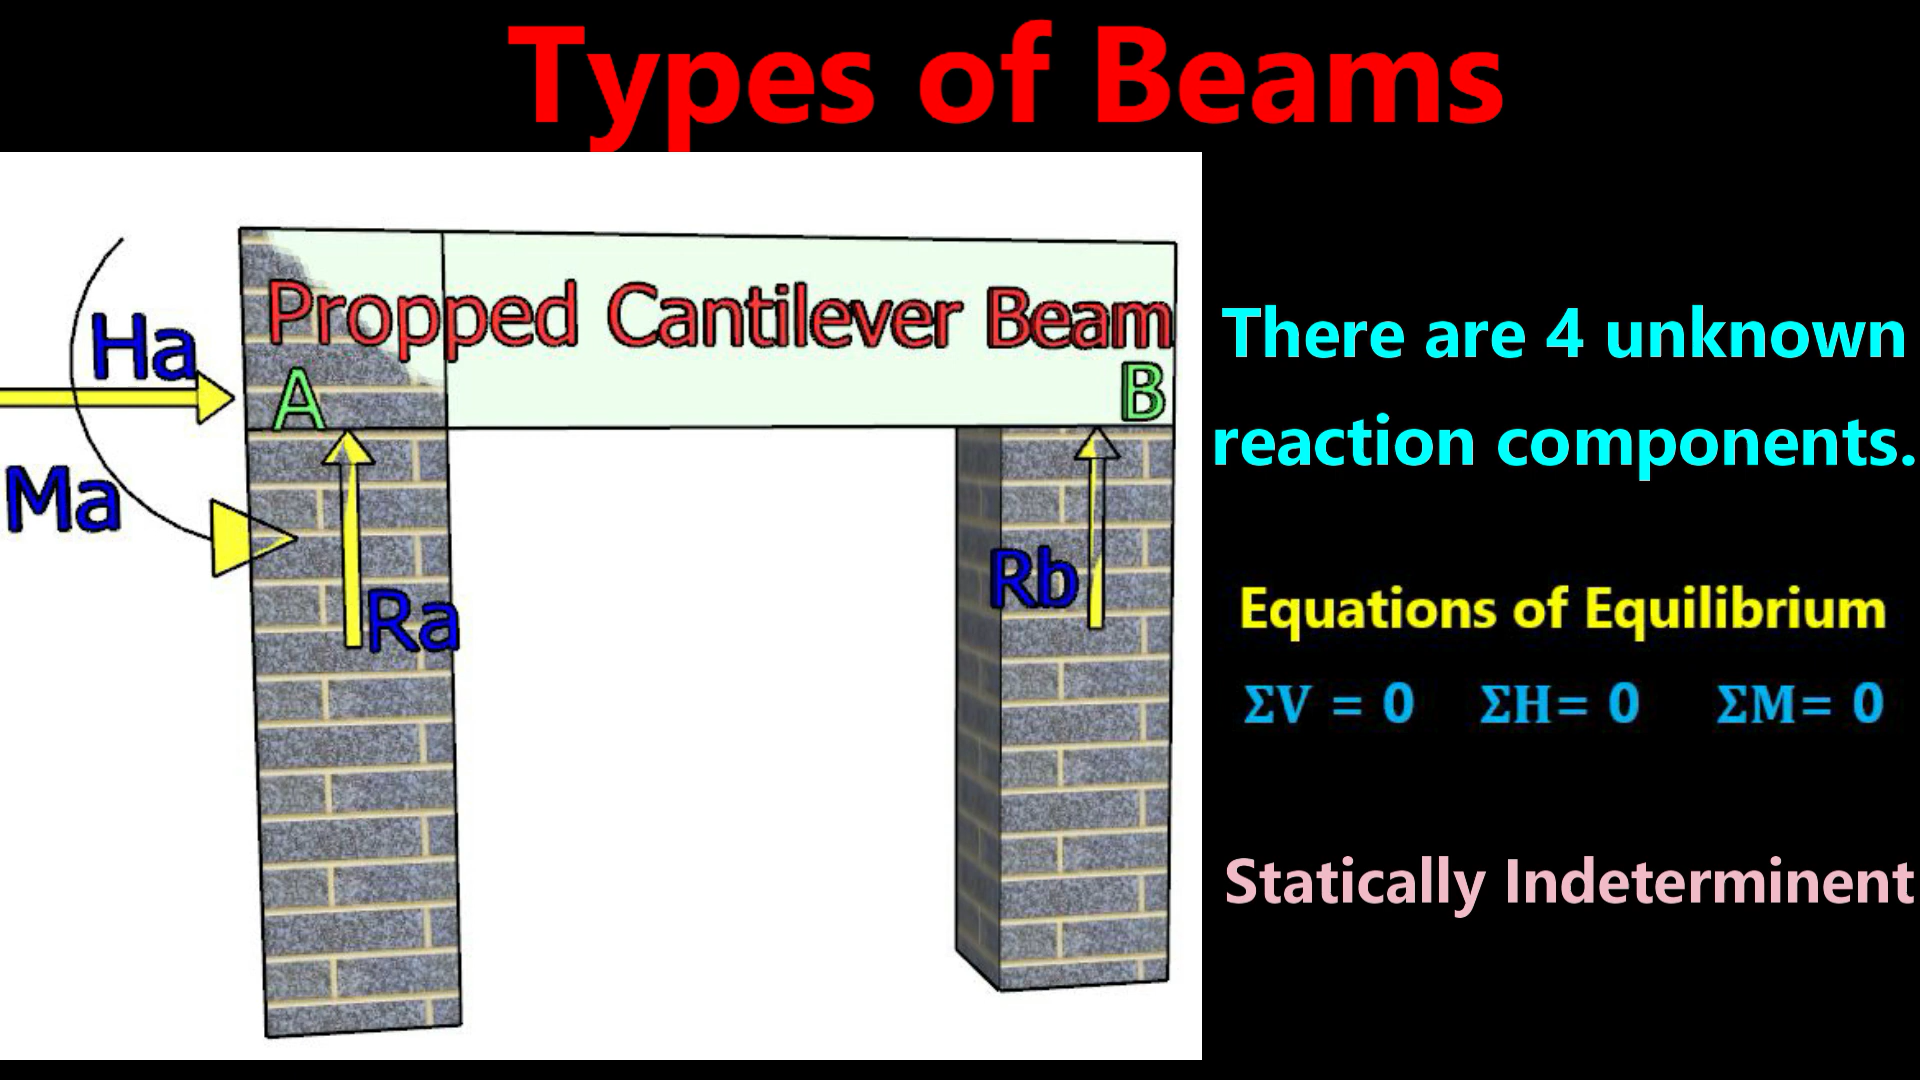 Types of Beams
Propped Cantilever Beam
Ha
A
B
Ma
Ra
Rb
There are 4 unknown
reaction components.
Equations of Equilibrium
ΣV = 0 ΣH= 0 ΣM= 0
Statically Indeterminent